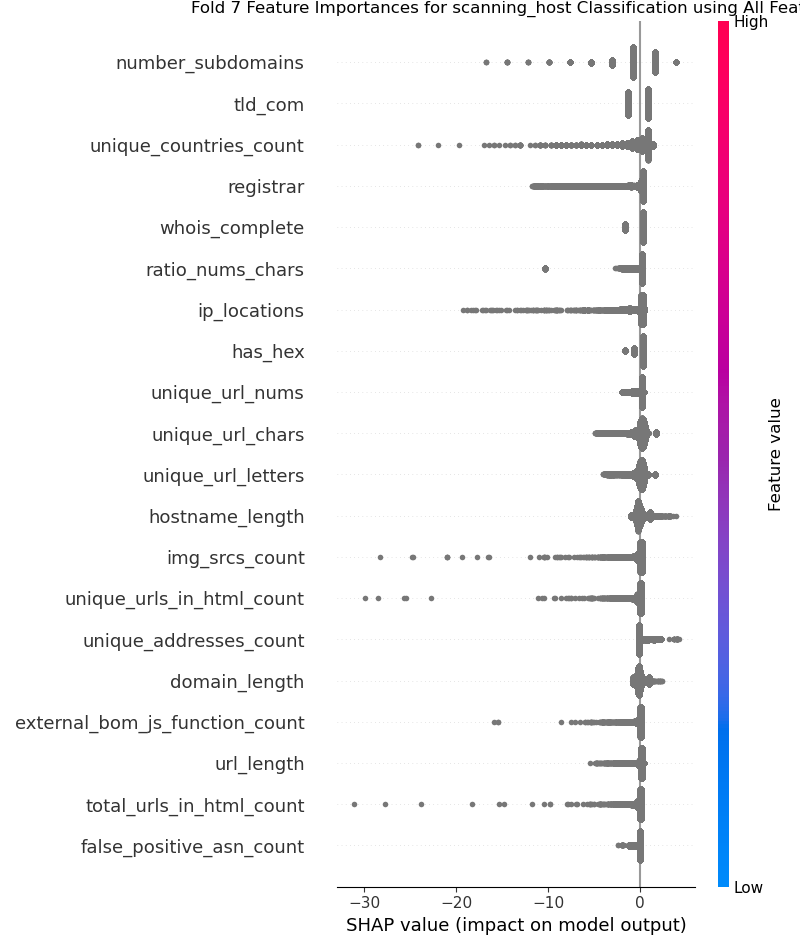 Fold 7 Feature Importances for scanning_host Classification using All Fea
High
number_subdomains
tld_com
unique_countries_count
registrar
whois_complete
ratio_nums_chars
ip_locations
has_hex
unique_url_nums
unique_url_chars
unique_url_letters
hostname_length
img_srcs_count
unique_urls_in_html_count
unique_addresses_count
domain_length
external_bom_js_function_count
url_length
total_urls_in_html_count
false_positive_asn_count
Feature value
Low
−30 −20 −10 0
SHAP value (impact on model output)